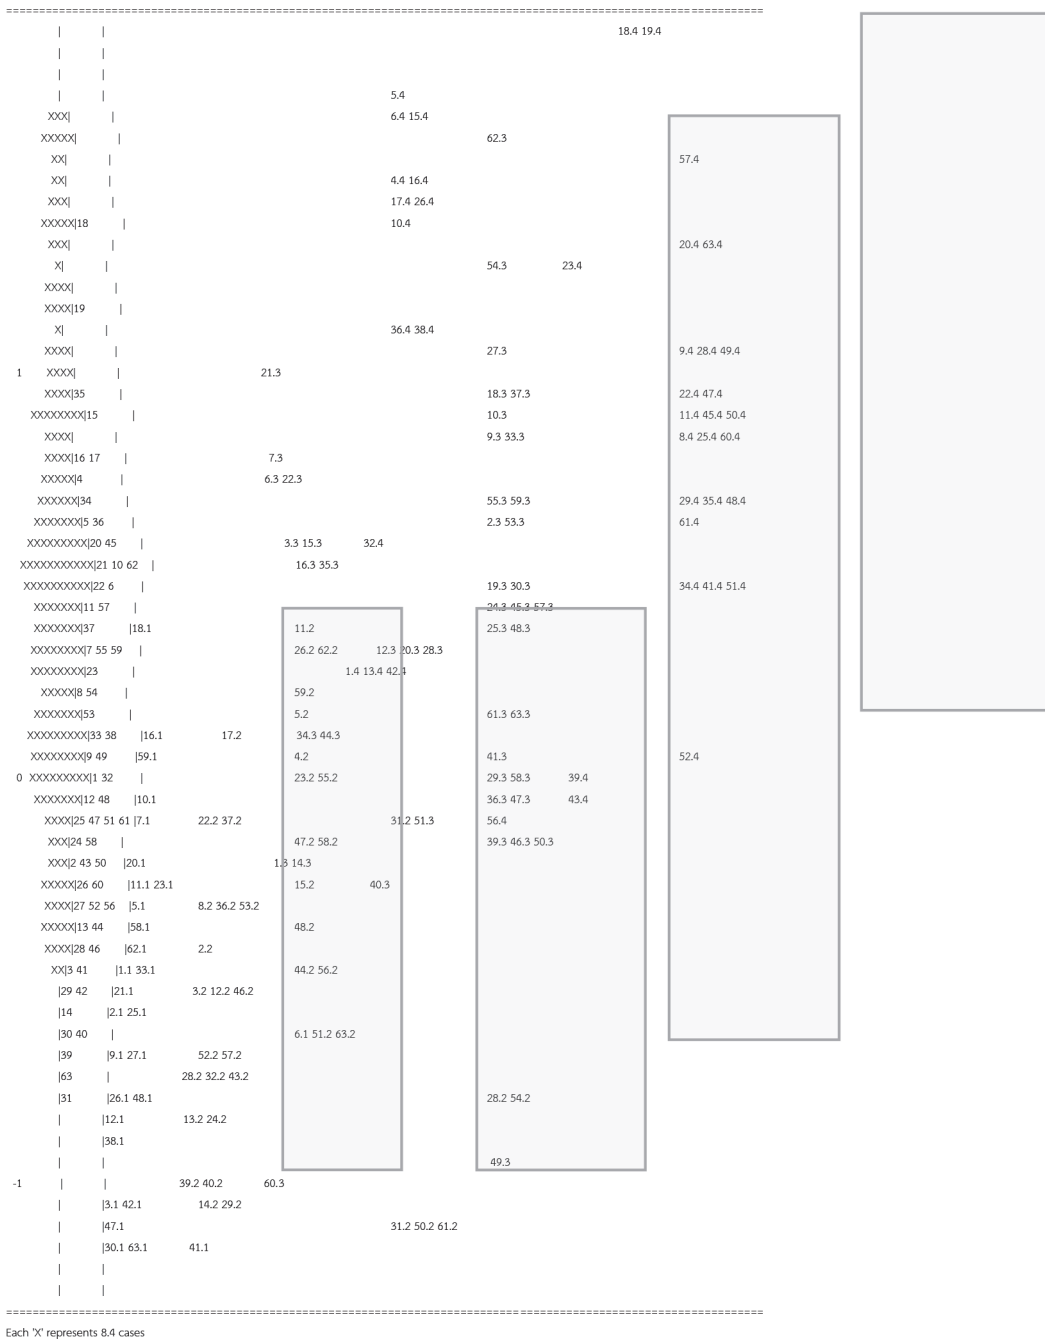 ====================================================================================================
| | 18.4 19.4
| |
| |
| | 5.4
XXX| | 6.4 15.4
XXXXX| | 62.3
XX| | 57.4
XX| | 4.4 16.4
XXX| | 17.4 26.4
XXXXX|18 | 10.4
XXX| | 20.4 63.4
X| | 54.3 23.4
XXXX| |
XXXX|19 |
X| | 36.4 38.4
XXXX| | 27.3 9.4 28.4 49.4
1 XXXX| | 21.3
XXXX|35 | 18.3 37.3 22.4 47.4
XXXXXXXX|15 | 10.3 11.4 45.4 50.4
XXXX| | 9.3 33.3 8.4 25.4 60.4
XXXX|16 17 | 7.3
XXXXX|4 | 6.3 22.3
XXXXXX|34 | 55.3 59.3 29.4 35.4 48.4
XXXXXXX|5 36 | 2.3 53.3 61.4
XXXXXXXXX|20 45 | 3.3 15.3 32.4
XXXXXXXXXXX|21 10 62 | 16.3 35.3
XXXXXXXXXX|22 6 | 19.3 30.3 34.4 41.4 51.4
XXXXXXX|11 57 | 24.3 45.3 57.3
XXXXXXX|37 |18.1 11.2 25.3 48.3
XXXXXXXX|7 55 59 | 26.2 62.2 12.3 20.3 28.3
XXXXXXXX|23 | 1.4 13.4 42.4
XXXXX|8 54 | 59.2
XXXXXXX|53 | 5.2 61.3 63.3
XXXXXXXXX|33 38 |16.1 17.2 34.3 44.3
XXXXXXXX|9 49 |59.1 4.2 41.3 52.4
0 XXXXXXXXX|1 32 | 23.2 55.2 29.3 58.3 39.4
XXXXXXX|12 48 |10.1 36.3 47.3 43.4
XXXX|25 47 51 61 |7.1 22.2 37.2 31.2 51.3 56.4
XXX|24 58 | 47.2 58.2 39.3 46.3 50.3
XXX|2 43 50 |20.1 1.3 14.3
XXXXX|26 60 |11.1 23.1 15.2 40.3
XXXX|27 52 56 |5.1 8.2 36.2 53.2
XXXXX|13 44 |58.1 48.2
XXXX|28 46 |62.1 2.2
XX|3 41 |1.1 33.1 44.2 56.2
|29 42 |21.1 3.2 12.2 46.2
|14 |2.1 25.1
|30 40 | 6.1 51.2 63.2
|39 |9.1 27.1 52.2 57.2
|63 | 28.2 32.2 43.2
|31 |26.1 48.1 28.2 54.2
| |12.1 13.2 24.2
| |38.1
| | 49.3
-1 | | 39.2 40.2 60.3
| |3.1 42.1 14.2 29.2
| |47.1 31.2 50.2 61.2
| |30.1 63.1 41.1
| |
| |
====================================================================================================
Each 'X' represents 8.4 cases